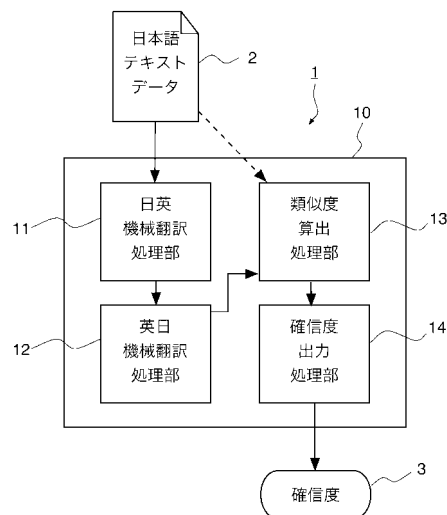 日本語
テキスト
データ
2
1
10
日英
機械翻訳
処理部
11
類似度
算出
処理部
13
英日
機械翻訳
処理部
12
確信度
出力
処理部
14
確信度
3